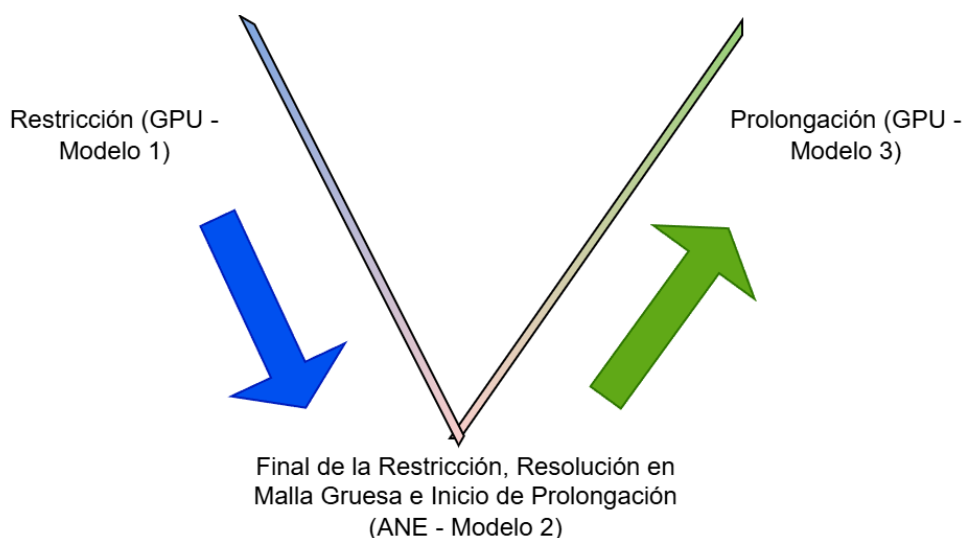 Restricción (GPU -
Modelo 1)
Prolongación (GPU -
Modelo 3)
Final de la Restricción, Resolución en
Malla Gruesa e Inicio de Prolongación
(ANE - Modelo 2)